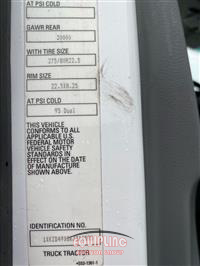 AT PSI COLD
GAWR REAR
20000
WITH TIRE SIZE
275/80R22.5
RIM SIZE
22.5X8.25
AT PSI COLD
95 Dual
THIS VEHICLE
CONFORMS TO ALL
APPLICABLE U.S.
FEDERAL MOTOR
VEHICLE SAFETY
STANDARDS IN
EFFECT ON THE DATE
OF MANUFACTURE
SHOWN ABOVE.
IDENTIFICATION NO.
TRUCK TRACTOR